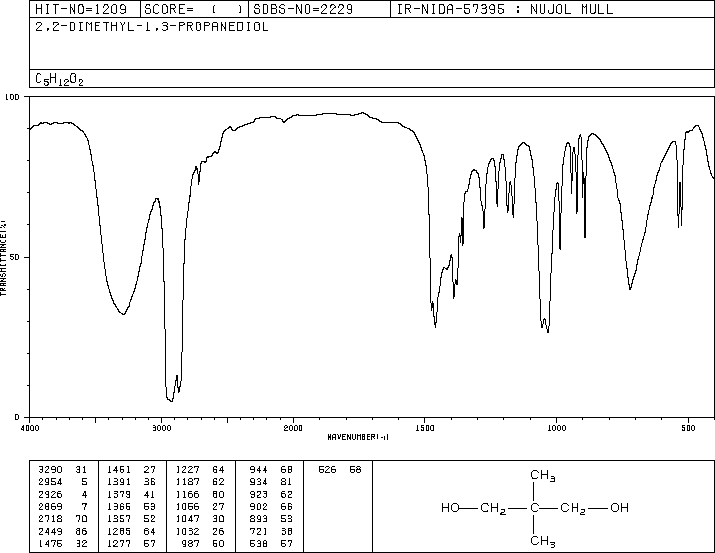 HIT-NO=1209 SCORE= ( ) SDBS-NO=2229 IR-NIDA-57395 : NUJOL MULL
2,2-DIMETHYL-1,3-PROPANEDIOL
C5H12O2
100
50
0
TRANSMITTANCE(%)
4000 3000 2000 1500 1000 500
WAVENUMBER(-1)
3290 31 1461 27 1227 64 944 68 526 58
2954 5 1391 36 1187 62 934 81
2926 4 1379 41 1166 60 923 62
2869 7 1366 59 1056 27 902 66
2718 70 1357 52 1047 30 893 53
2449 86 1285 64 1032 26 721 38
1475 32 1277 57 987 50 538 57
CH3
HO CH2 C CH2 OH
CH3